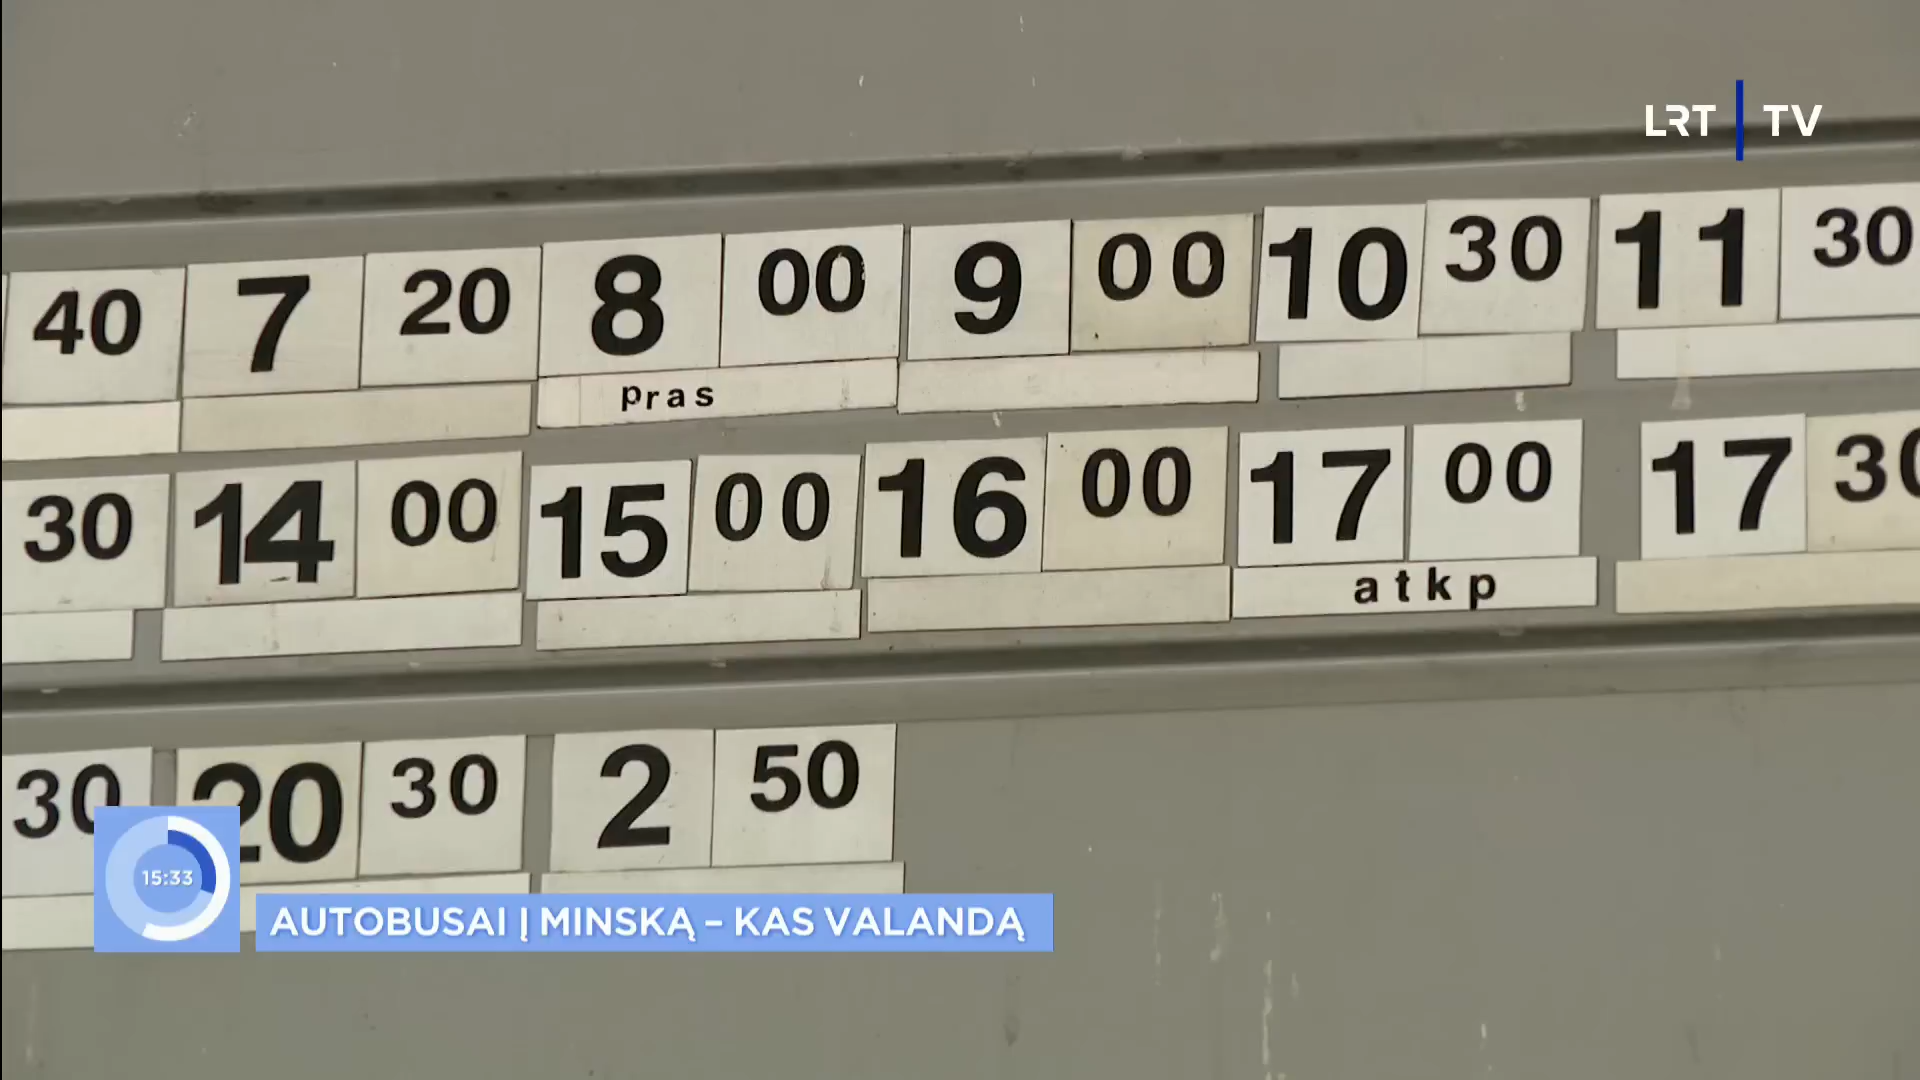 LRT TV
40 7 20 8 00 9 00 10 30 11 30
pras
30 14 00 15 00 16 00 17 00 17 30
atkp
30 20 30 2 50
15:33
AUTOBUSAI Į MINSKĄ – KAS VALANDĄ